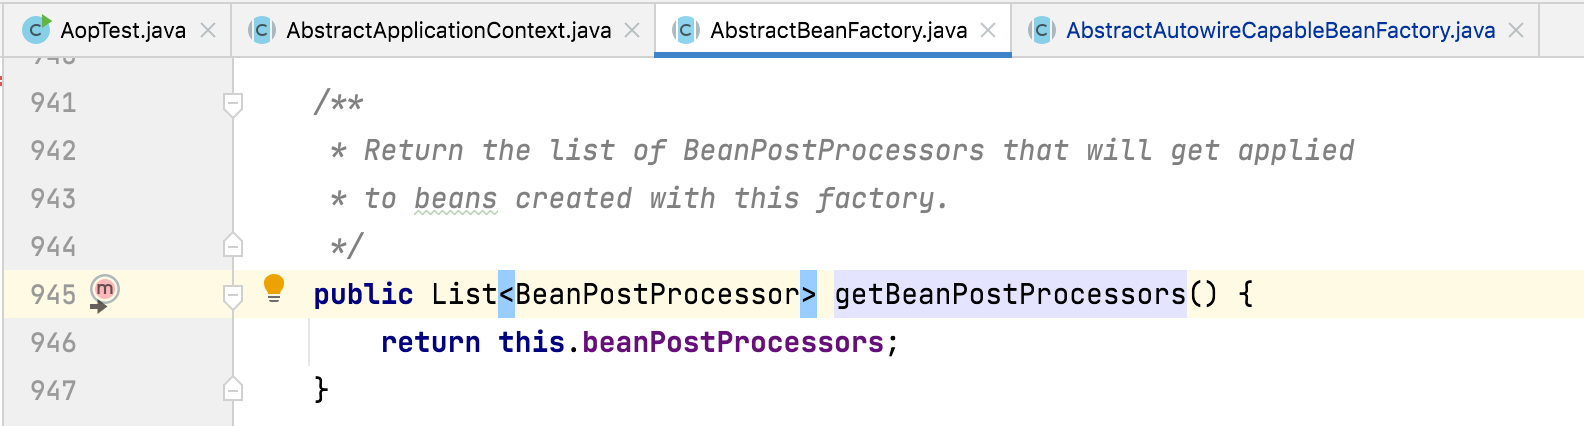 AopTest.java AbstractApplicationContext.java AbstractBeanFactory.java AbstractAutowireCapableBeanFactory.java
941 /**
942 * Return the list of BeanPostProcessors that will get applied
943 * to beans created with this factory.
944 */
945 public List<BeanPostProcessor> getBeanPostProcessors() {
946 return this.beanPostProcessors;
947 }